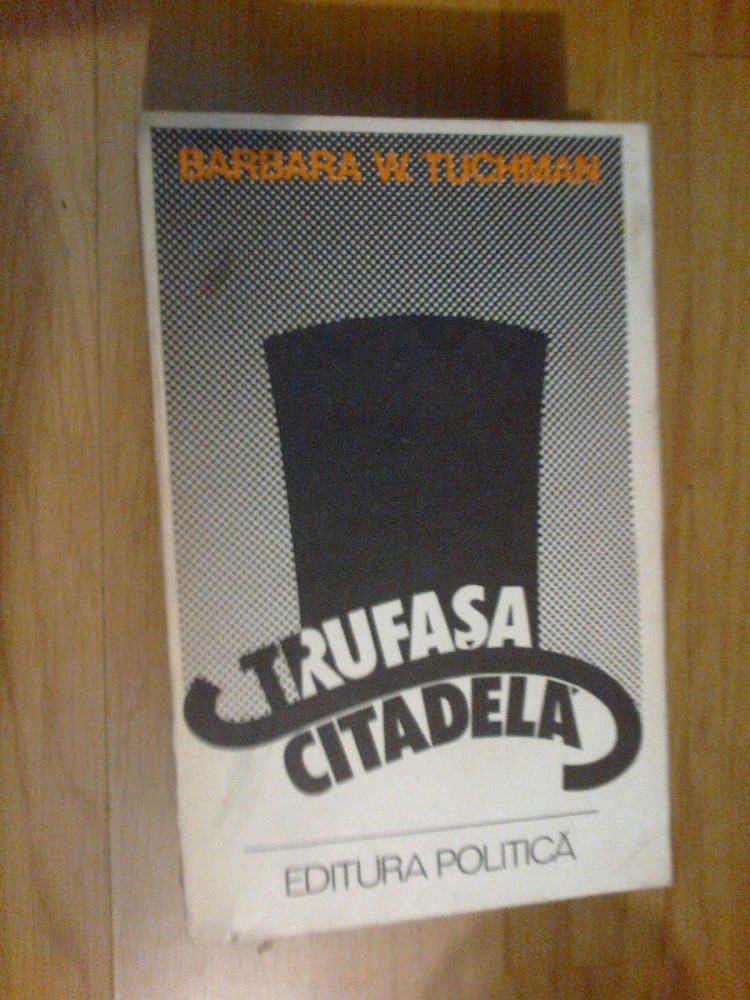 BARBARA W. TUCHMAN
TRUFAȘA
CITADELĂ
EDITURA POLITICĂ